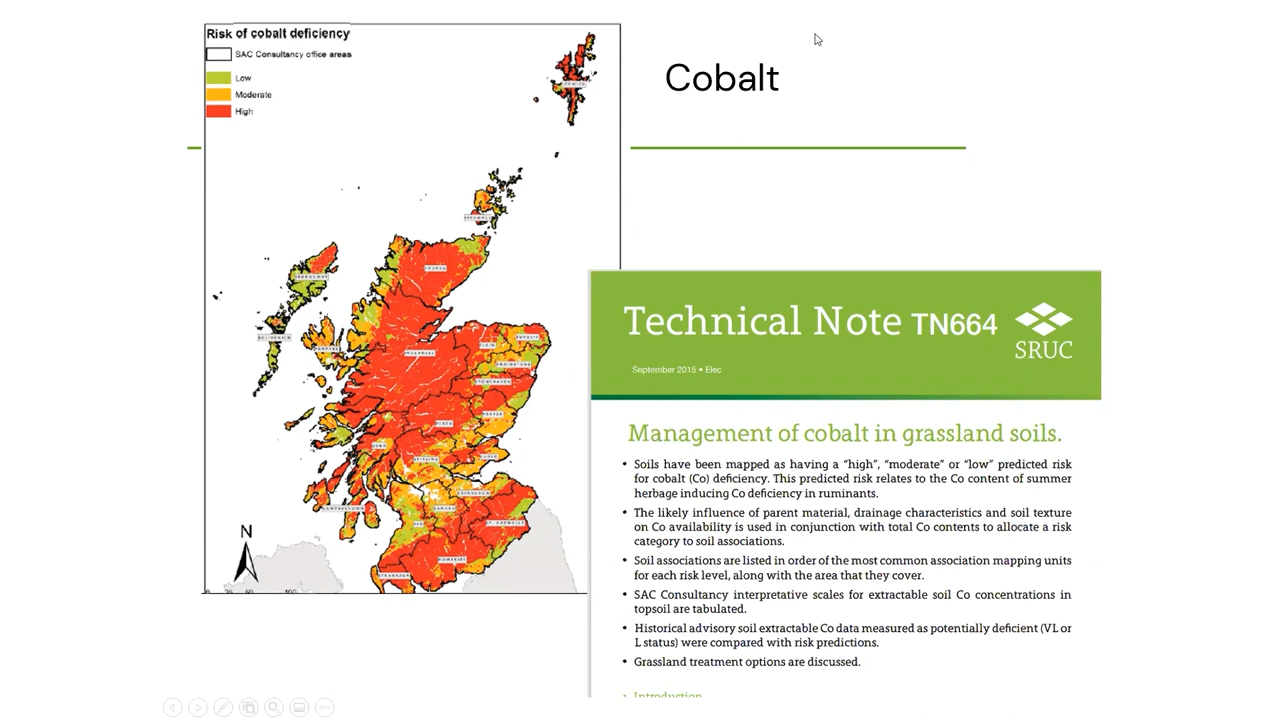 Risk of cobalt deficiency
SAC Consultancy office areas
Low
Moderate
High
N
Cobalt
Technical Note TN664
SRUC
September 2015 • Elec
Management of cobalt in grassland soils.
• Soils have been mapped as having a “high”, “moderate” or “low” predicted risk
for cobalt (Co) deficiency. This predicted risk relates to the Co content of summer
herbage inducing Co deficiency in ruminants.
• The likely influence of parent material, drainage characteristics and soil texture
on Co availability is used in conjunction with total Co contents to allocate a risk
category to soil associations.
• Soil associations are listed in order of the most common association mapping units
for each risk level, along with the area that they cover.
• SAC Consultancy interpretative scales for extractable soil Co concentrations in
topsoil are tabulated.
• Historical advisory soil extractable Co data measured as potentially deficient (VL or
L status) were compared with risk predictions.
• Grassland treatment options are discussed.